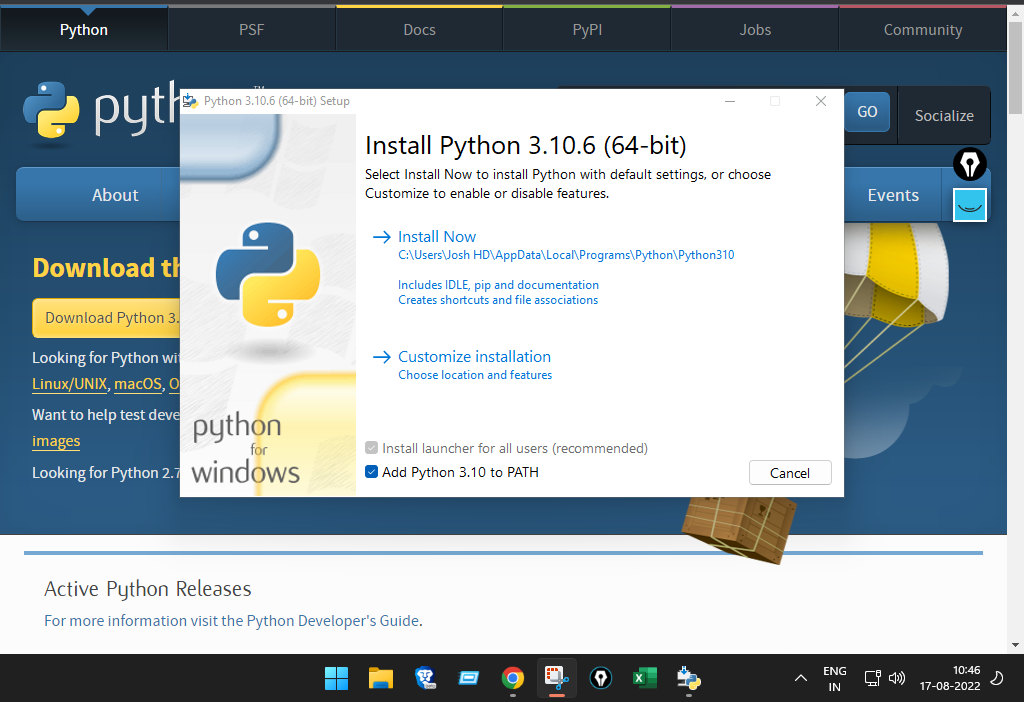 Python
PSF
Docs
PyPI
Jobs
Community
pyth
TM
GO
Socialize
Python 3.10.6 (64-bit) Setup
About
Events
Download th
Download Python 3.
Looking for Python wit
Linux/UNIX, macOS, O
Want to help test deve
images
Looking for Python 2.7
Install Python 3.10.6 (64-bit)
Select Install Now to install Python with default settings, or choose
Customize to enable or disable features.
Install Now
C:\Users\Josh HD\AppData\Local\Programs\Python\Python310
Includes IDLE, pip and documentation
Creates shortcuts and file associations
Customize installation
Choose location and features
python
for
windows
Install launcher for all users (recommended)
Add Python 3.10 to PATH
Cancel
Active Python Releases
For more information visit the Python Developer's Guide.
ENG
IN
10:46
17-08-2022